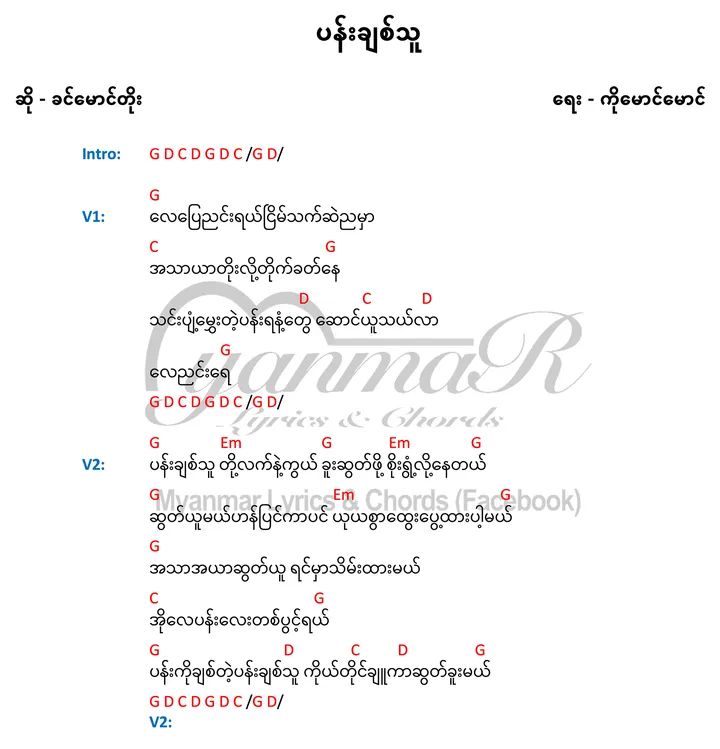 ပန်းချစ်သူ
ဆို - ခင်မောင်တိုး ရေး - ကိုမောင်မောင်
Intro: G D C D G D C /G D/
G
V1: လေပြေညင်းရယ်ငြိမ်သက်ဆဲညမှာ
C G
အသာယာတိုးလို့တိုက်ခတ်နေ
D C D
သင်းပျံ့မွှေးတဲ့ပန်းရနံ့တွေ ဆောင်ယူသယ်လာ
G
လေညင်းရေ
G D C D G D C /G D/
MyanmaR
Lyrics & Chords
G Em G Em G
V2: ပန်းချစ်သူ တို့လက်နဲ့ကွယ် ခူးဆွတ်ဖို့ စိုးရွံ့လို့နေတယ်
G Em G
ဆွတ်ယူမယ်ဟန်ပြင်ကာပင် ယုယစွာထွေးပွေ့ထားပါ့မယ်
Myanmar Lyrics & Chords (Facebook)
G
အသာအယာဆွတ်ယူ ရင်မှာသိမ်းထားမယ်
C G
အိုလေပန်းလေးတစ်ပွင့်ရယ်
G D C D G
ပန်းကိုချစ်တဲ့ပန်းချစ်သူ ကိုယ်တိုင်ချူကာဆွတ်ခူးမယ်
G D C D G D C /G D/
V2: